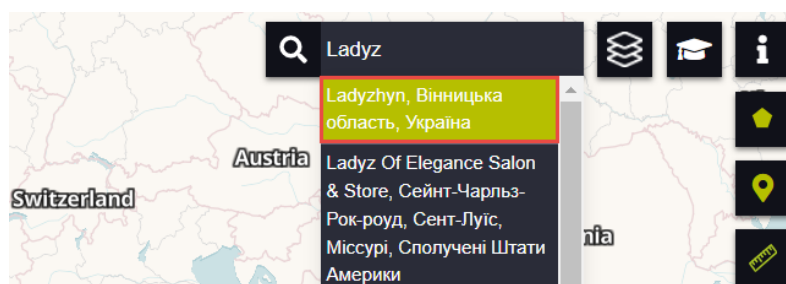 Ladyz
Ladyzhyn, Вінницька
область, Україна
Austria
Ladyz Of Elegance Salon
& Store, Сейнт-Чарльз-
Рок-роуд, Сент-Луїс,
Міссурі, Сполучені Штати
Америки
Switzerland
nia